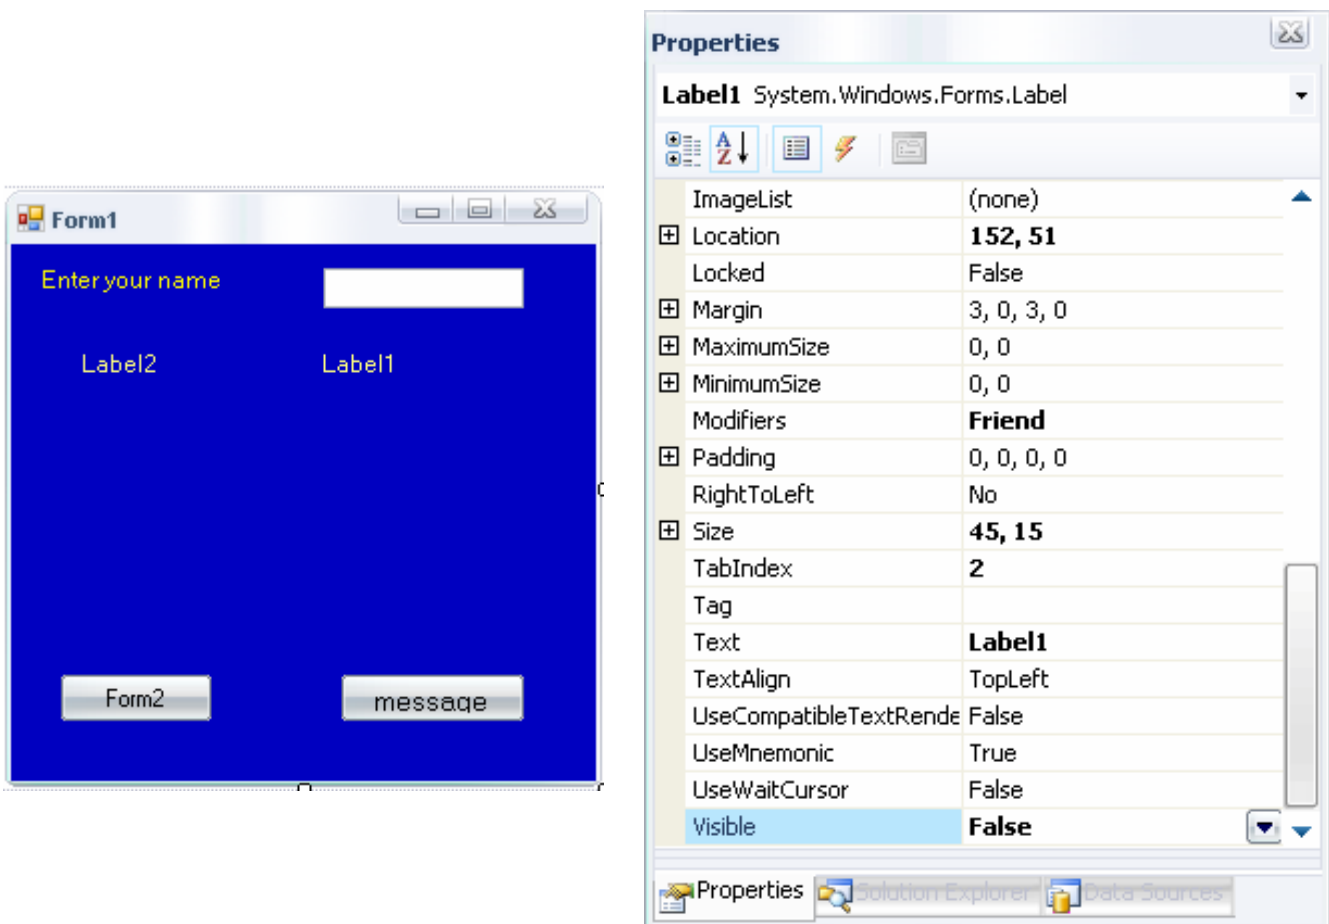 Form1
Enter your name
Label2 Label1
Form2 message
Properties
Label1 System.Windows.Forms.Label
ImageList (none)
Location 152, 51
Locked False
Margin 3, 0, 3, 0
MaximumSize 0, 0
MinimumSize 0, 0
Modifiers Friend
Padding 0, 0, 0, 0
RightToLeft No
Size 45, 15
TabIndex 2
Tag
Text Label1
TextAlign TopLeft
UseCompatibleTextRende False
UseMnemonic True
UseWaitCursor False
Visible False
Properties Solution Explorer Data Sources